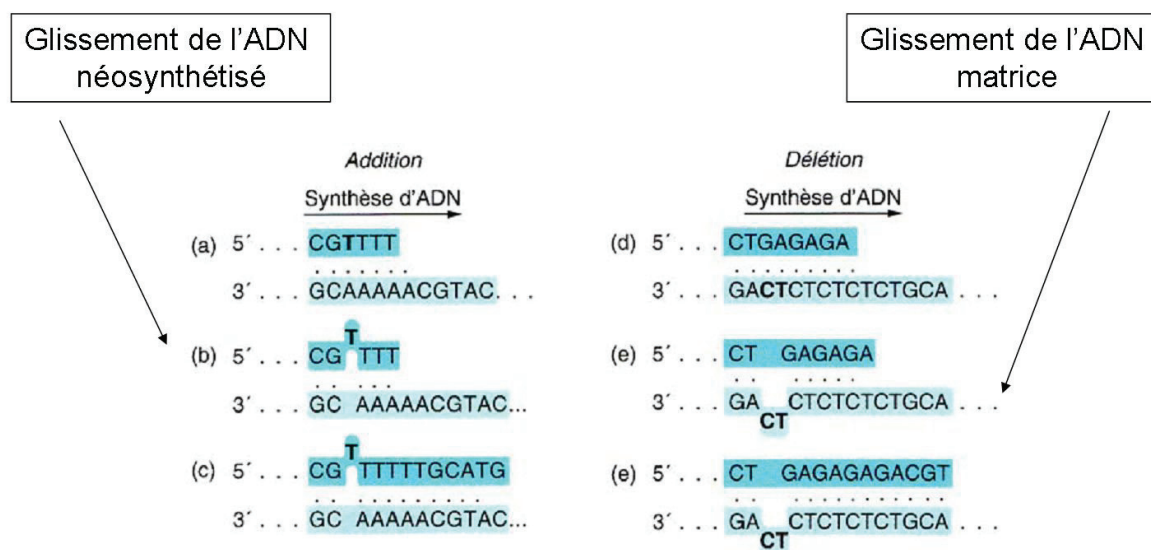 Glissement de l'ADN
néosynthétisé
Glissement de l'ADN
matrice
Addition
Synthèse d'ADN
(a) 5′ . . . CGTTTT
3′ . . . GCAAAAACGTAC. . .
T
(b) 5′ . . . CG TTT
3′ . . . GC AAAAACGTAC...
T
(c) 5′ . . . CG TTTTTGCATG
3′ . . . GC AAAAACGTAC...
Délétion
Synthèse d'ADN
(d) 5′ . . . CTGAGAGA
3′ . . . GACTCTCTCTCTGCA . . .
(e) 5′ . . . CT GAGAGA
3′ . . . GA CTCTCTCTGCA . . .
CT
(e) 5′ . . . CT GAGAGAGACGT
3′ . . . GA CTCTCTCTGCA . . .
CT